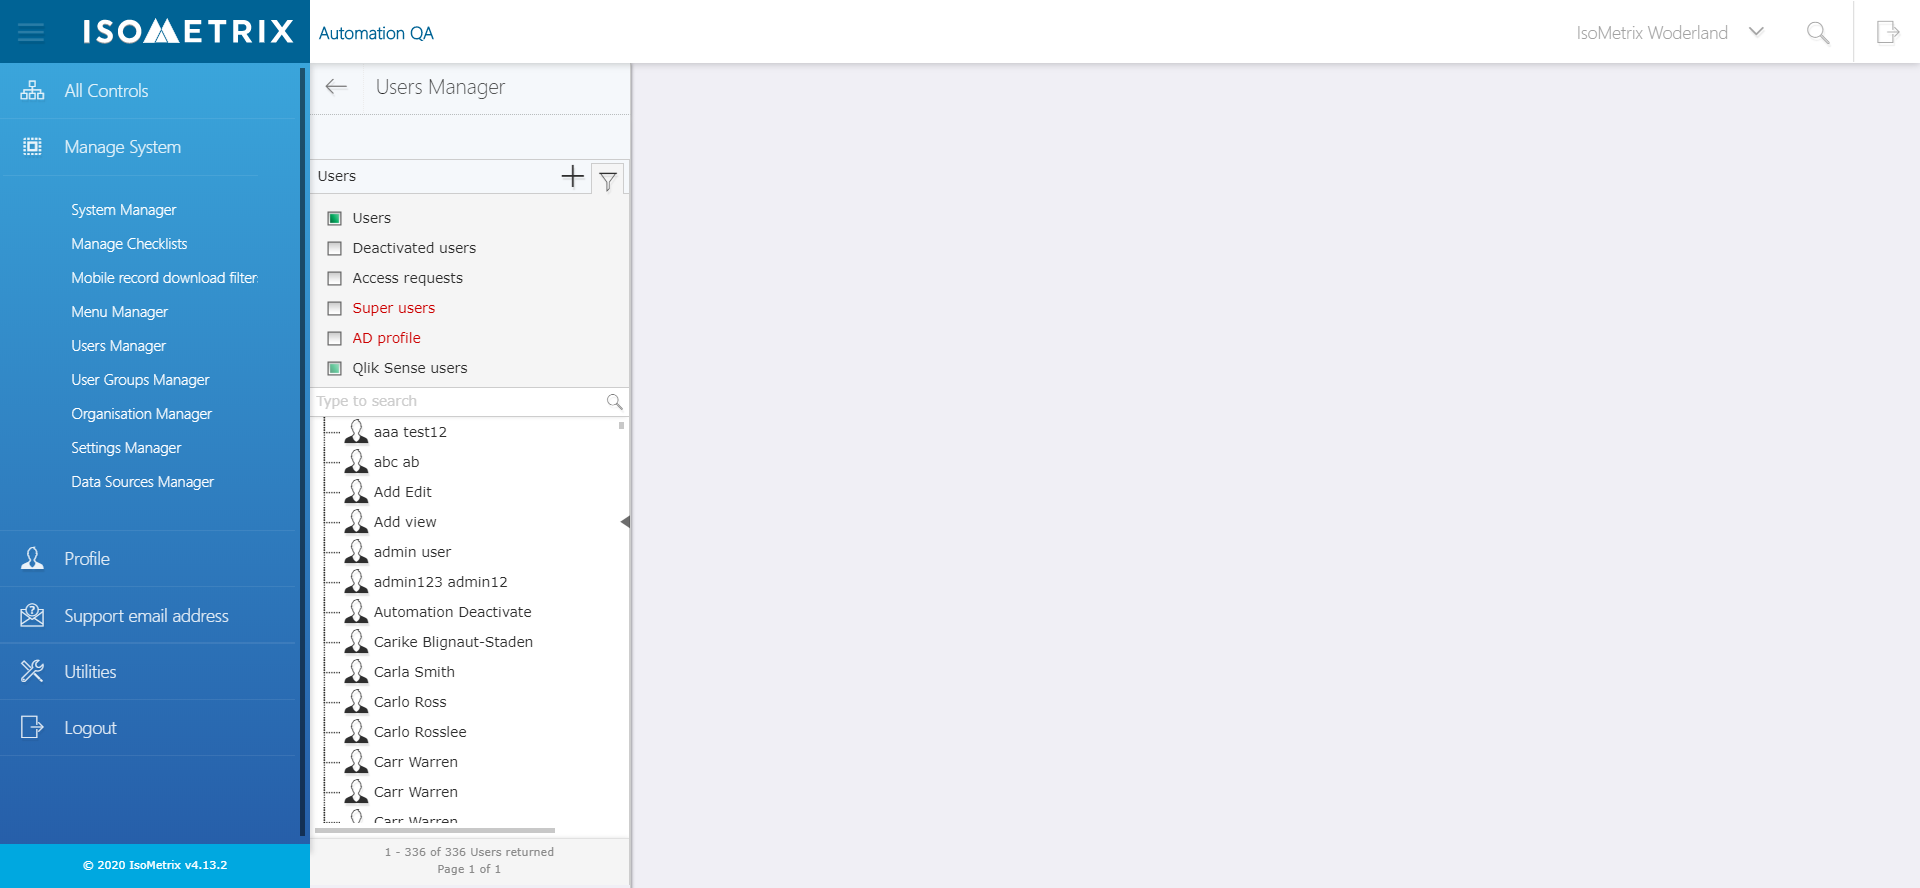 ISOMETRIX
Automation QA
IsoMetrix Woderland
All Controls
Manage System
System Manager
Manage Checklists
Mobile record download filter
Menu Manager
Users Manager
User Groups Manager
Organisation Manager
Settings Manager
Data Sources Manager
Profile
Support email address
Utilities
Logout
© 2020 IsoMetrix v4.13.2
Users Manager
Users
Users
Deactivated users
Access requests
Super users
AD profile
Qlik Sense users
Type to search
aaa test12
abc ab
Add Edit
Add view
admin user
admin123 admin12
Automation Deactivate
Carike Blignaut-Staden
Carla Smith
Carlo Ross
Carlo Rosslee
Carr Warren
Carr Warren
Carr Warren
1 - 336 of 336 Users returned
Page 1 of 1